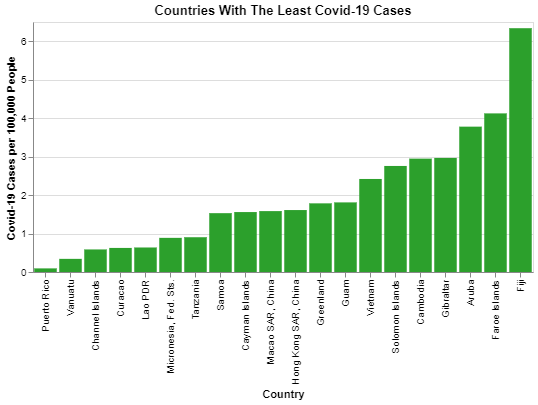 Countries With The Least Covid-19 Cases
Covid-19 Cases per 100,000 People
6
5
4
3
2
1
0
Puerto Rico
Vanuatu
Channel Islands
Curacao
Lao PDR
Micronesia, Fed. Sts.
Tanzania
Samoa
Cayman Islands
Macao SAR, China
Hong Kong SAR, China
Greenland
Guam
Vietnam
Solomon Islands
Cambodia
Gibraltar
Aruba
Faroe Islands
Fiji
Country